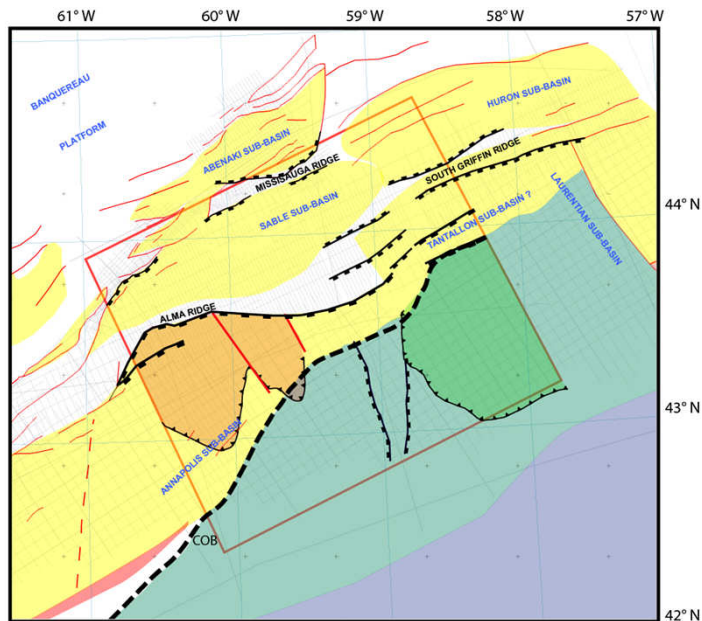 61° W
60° W
59° W
58° W
57° W
BANQUEREAU
PLATFORM
HURON SUB-BASIN
ABENAKI SUB-BASIN
MISSISAUGA RIDGE
SOUTH GRIFFIN RIDGE
SABLE SUB-BASIN
TANTALLON SUB-BASIN ?
LAURENTIAN SUB-BASIN
44° N
ALMA RIDGE
43° N
ANNAPOLIS SUB-BASIN
COB
42° N